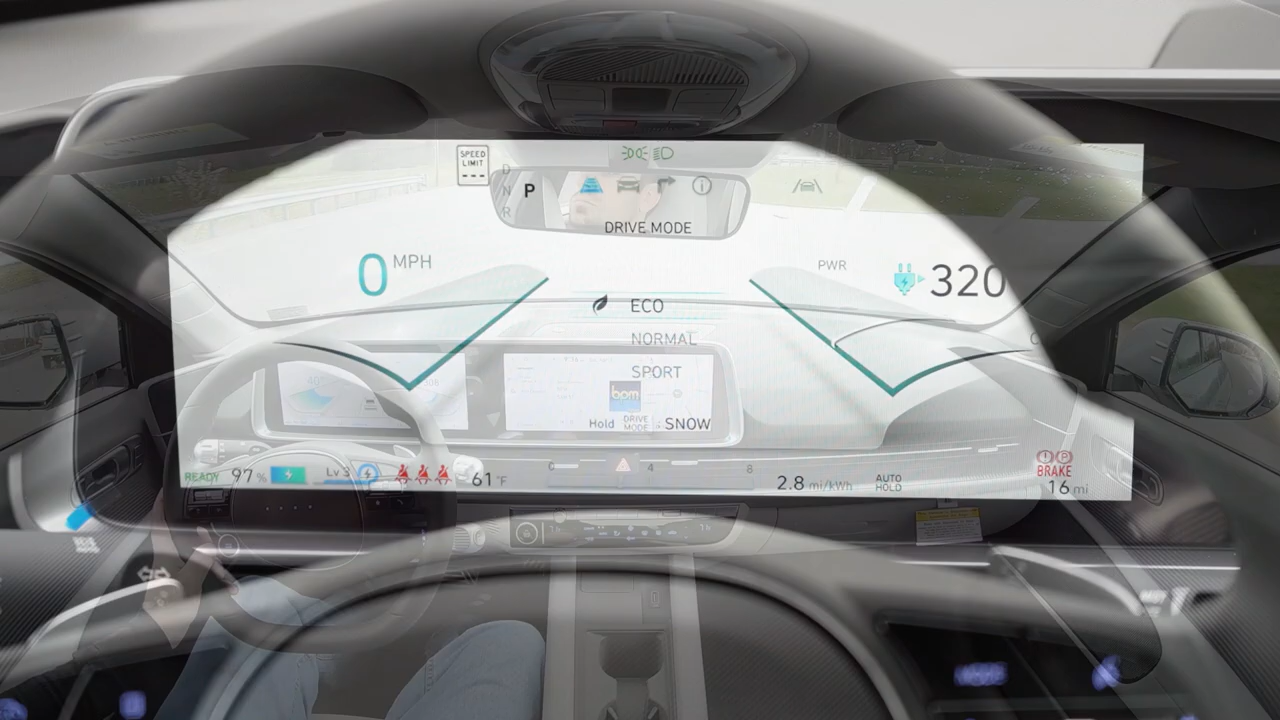 SPEED
LIMIT
---
D
N
R
P
DRIVE MODE
0 MPH
PWR
320
ECO
NORMAL
SPORT
bpm
Hold
DRIVE
MODE
SNOW
READY 97 %
Lv 3
61 °F
0 4 8
2.8 mi/kWh
AUTO
HOLD
BRAKE
16 mi